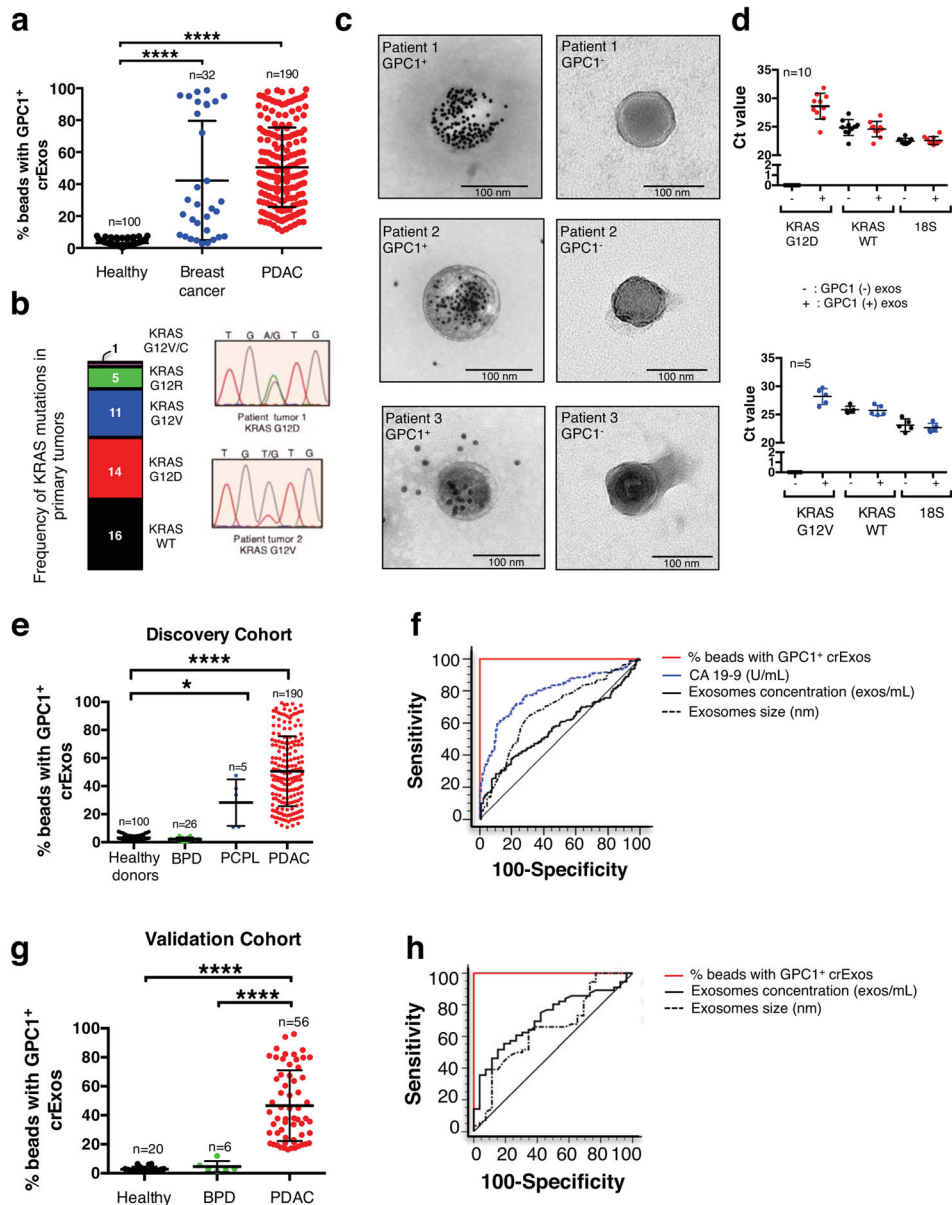 a
% beads with GPC1+
crExos
100
80
60
40
20
0
****
****
n=100
n=32
n=190
Healthy
Breast
cancer
PDAC
b
Frequency of KRAS mutations in
primary tumors
1
5
11
14
16
KRAS
G12V/C
KRAS
G12R
KRAS
G12V
KRAS
G12D
KRAS
WT
T G A/G T G
Patient tumor 1
KRAS G12D
T G T/G T G
Patient tumor 2
KRAS G12V
c
Patient 1
GPC1+
100 nm
Patient 1
GPC1-
100 nm
Patient 2
GPC1+
100 nm
Patient 2
GPC1-
100 nm
Patient 3
GPC1+
100 nm
Patient 3
GPC1-
100 nm
d
Ct value
n=10
35
30
25
20
2
1
0
- + - + - +
KRAS
G12D
KRAS
WT
18S
- : GPC1 (-) exos
+ : GPC1 (+) exos
Ct value
n=5
35
30
25
20
2
1
0
- + - + - +
KRAS
G12V
KRAS
WT
18S
e
Discovery Cohort
% beads with GPC1+
crExos
100
80
60
40
20
0
****
*
n=100
n=26
n=5
n=190
Healthy
donors
BPD
PCPL
PDAC
f
Sensitivity
100
80
60
40
20
0
0 20 40 60 80 100
100-Specificity
% beads with GPC1+ crExos
CA 19-9 (U/mL)
Exosomes concentration (exos/mL)
Exosomes size (nm)
g
Validation Cohort
% beads with GPC1+
crExos
100
80
60
40
20
0
****
****
n=20
n=6
n=56
Healthy
BPD
PDAC
h
Sensitivity
100
80
60
40
20
0
0 20 40 60 80 100
100-Specificity
% beads with GPC1+ crExos
Exosomes concentration (exos/mL)
Exosomes size (nm)